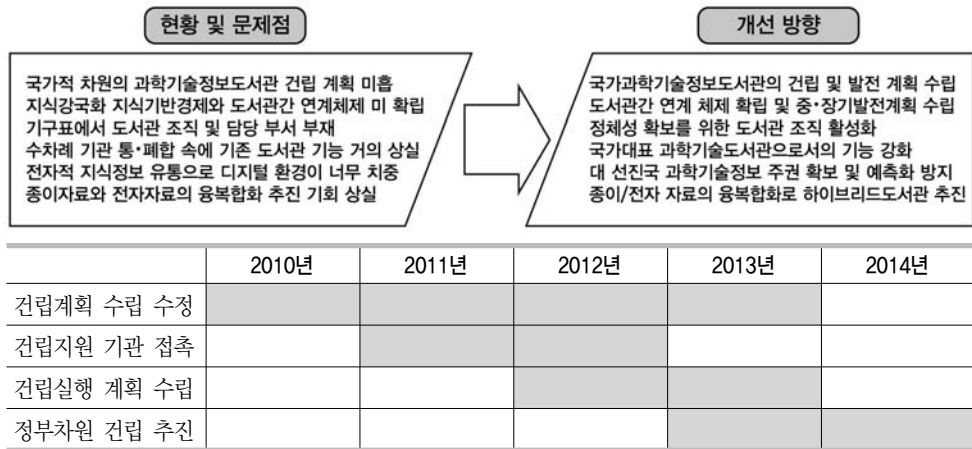 현황 및 문제점
국가적 차원의 과학기술정보도서관 건립 계획 미흡
지식강국화 지식기반경제와 도서관간 연계체제 미 확립
기구표에서 도서관 조직 및 담당 부서 부재
수차례 기관 통·폐합 속에 기존 도서관 기능 거의 상실
전자적 지식정보 유통으로 디지털 환경이 너무 치중
종이자료와 전자자료의 융복합화 추진 기회 상실
개선 방향
국가과학기술정보도서관의 건립 및 발전 계획 수립
도서관간 연계 체제 확립 및 중·장기발전계획 수립
정체성 확보를 위한 도서관 조직 활성화
국가대표 과학기술도서관으로서의 기능 강화
대 선진국 과학기술정보 주권 확보 및 예측화 방지
종이/전자 자료의 융복합화로 하이브리드도서관 추진
2010년 2011년 2012년 2013년 2014년
건립계획 수립 수정
건립지원 기관 접촉
건립실행 계획 수립
정부차원 건립 추진